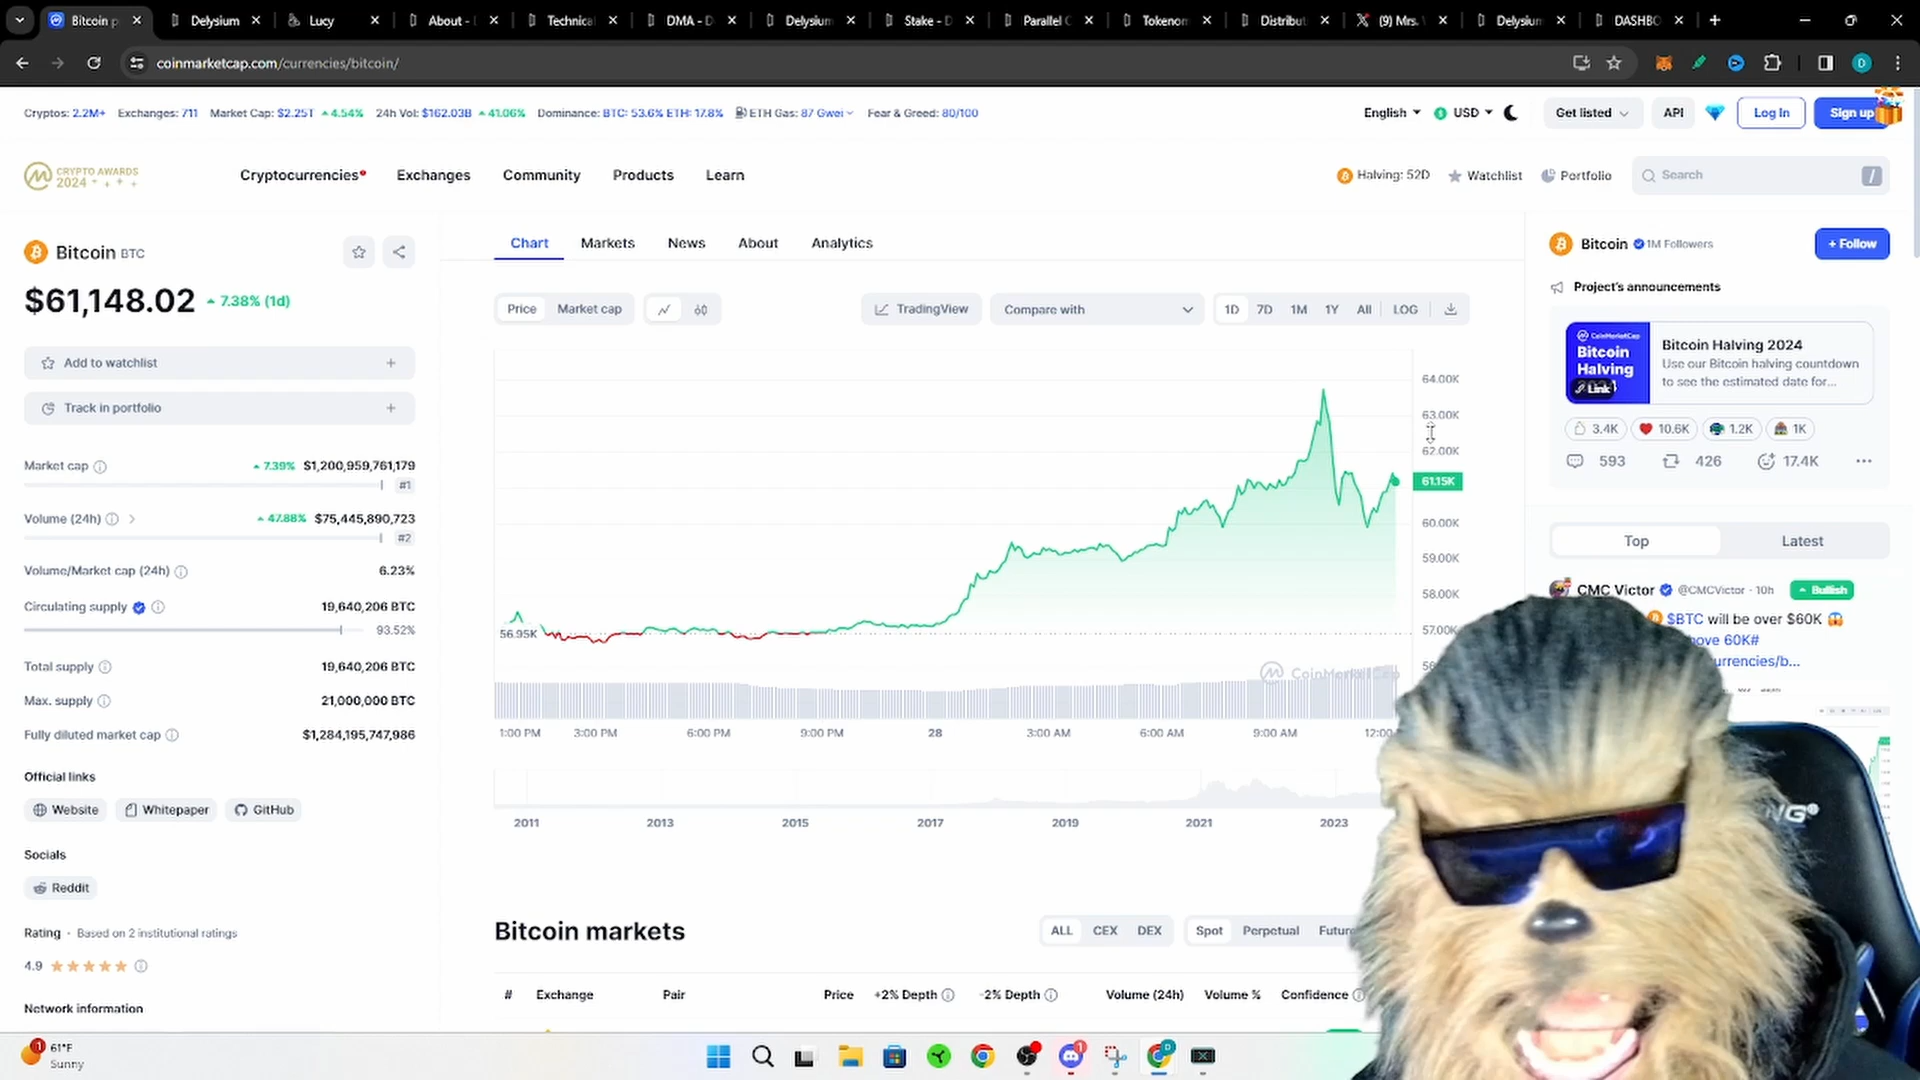 Bitcoin p
Delysium
Lucy
About -
Technica
DMA - D
Delysium
Stake - D
Parallel C
Tokenom
Distribut
(9) Mrs.
Delysium
DASHBO
coinmarketcap.com/currencies/bitcoin/
Cryptos: 2.2M+ Exchanges: 711 Market Cap: $2.25T 4.54% 24h Vol: $162.03B 41.06% Dominance: BTC: 53.6% ETH: 17.8% ETH Gas: 87 Gwei Fear & Greed: 80/100
English USD Get listed API Log In Sign up
CRYPTO AWARDS
2024
Cryptocurrencies Exchanges Community Products Learn
Halving: 52D Watchlist Portfolio Search /
Bitcoin BTC
$61,148.02 7.38% (1d)
Add to watchlist +
Track in portfolio +
Market cap 7.39% $1,200,959,761,179
#1
Volume (24h) 47.88% $75,445,890,723
#2
Volume/Market cap (24h) 6.23%
Circulating supply 19,640,206 BTC
93.52%
Total supply 19,640,206 BTC
Max. supply 21,000,000 BTC
Fully diluted market cap $1,284,195,747,986
Official links
Website Whitepaper GitHub
Socials
Reddit
Rating · Based on 2 institutional ratings
4.9
Network information
Chart Markets News About Analytics
Price Market cap TradingView Compare with 1D 7D 1M 1Y All LOG
64.00K
63.00K
62.00K
61.15K
60.00K
59.00K
58.00K
57.00K
56.95K
CoinMarketCap
1:00 PM 3:00 PM 6:00 PM 9:00 PM 28 3:00 AM 6:00 AM 9:00 AM 12:00
2011 2013 2015 2017 2019 2021 2023
Bitcoin markets
ALL CEX DEX Spot Perpetual Future
# Exchange Pair Price +2% Depth -2% Depth Volume (24h) Volume % Confidence
Bitcoin 1M Followers + Follow
Project's announcements
CoinMarketCap
Bitcoin
Halving
2024
Link
Bitcoin Halving 2024
Use our Bitcoin halving countdown
to see the estimated date for...
3.4K 10.6K 1.2K 1K
593 426 17.4K
Top Latest
CMC Victor @CMCVictor · 10h Bullish
$BTC will be over $60K
ove 60K#
urrencies/b...
61°F
Sunny